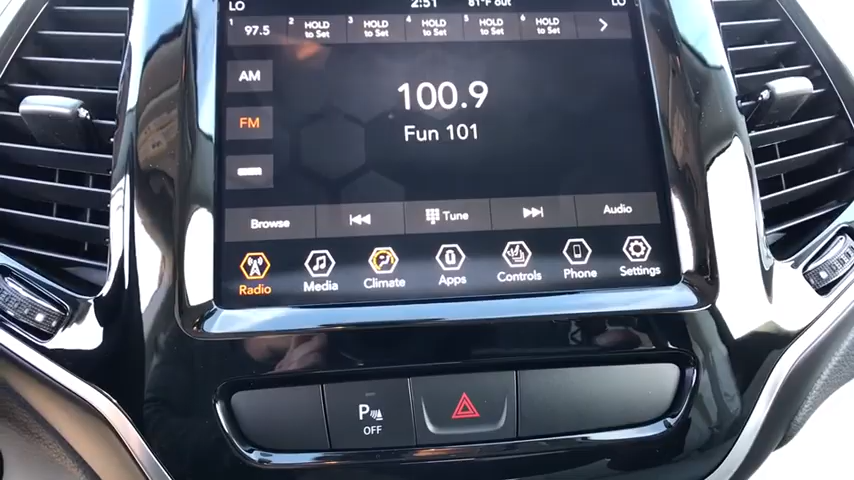 LO 2:51 81°F out LO
1 97.5 2 HOLD to Set 3 HOLD to Set 4 HOLD to Set 5 HOLD to Set 6 HOLD to Set
AM
100.9
FM
Fun 101
Browse Tune Audio
Radio Media Climate Apps Controls Phone Settings
P
OFF